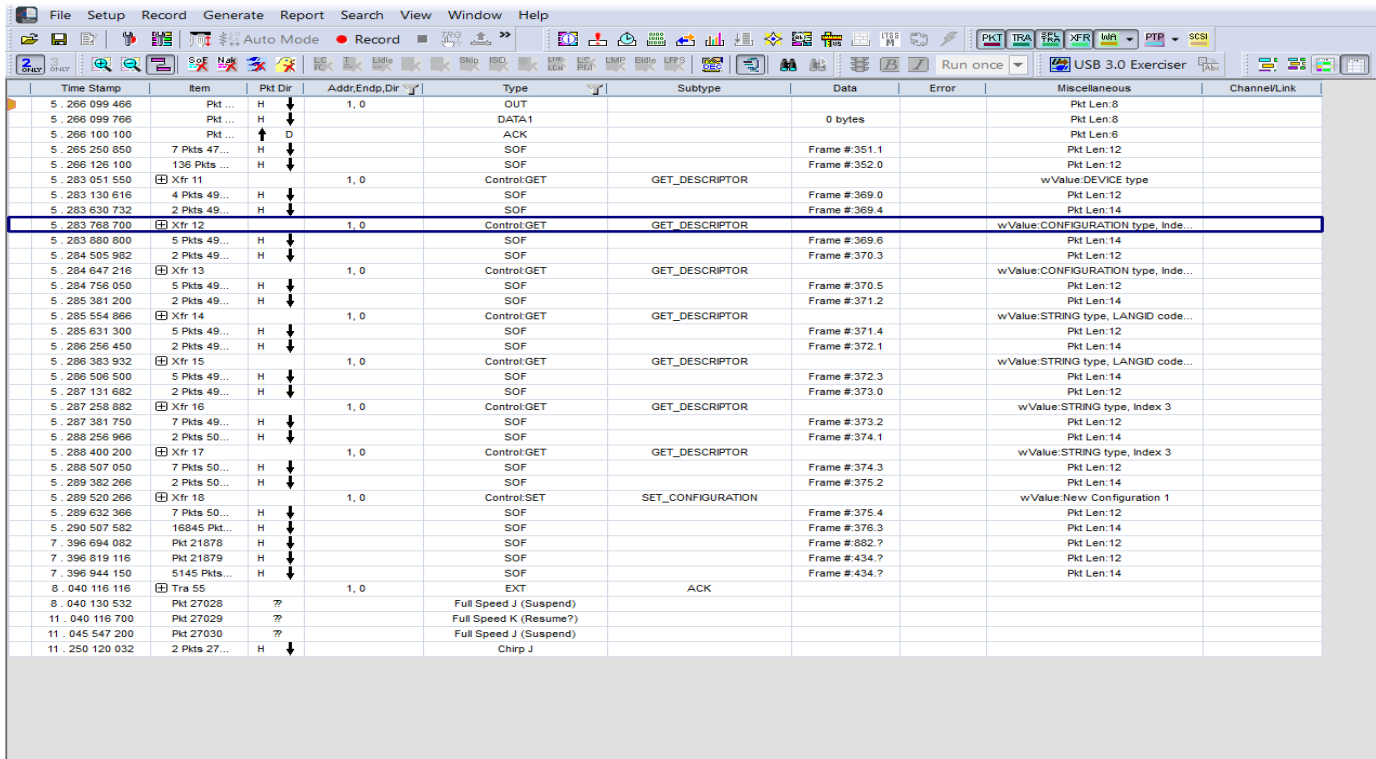 File Setup Record Generate Report Search View Window Help
Auto Mode Record
Run once USB 3.0 Exerciser
PKT TRA XFR PTP SCSI
Time Stamp Item Pkt Dir Addr,Endp,Dir Type Subtype Data Error Miscellaneous Channel/Link
5 . 266 099 466 Pkt ... H 1, 0 OUT Pkt Len:8
5 . 266 099 766 Pkt ... H DATA1 0 bytes Pkt Len:8
5 . 266 100 100 Pkt ... D ACK Pkt Len:6
5 . 265 250 850 7 Pkts 47... H SOF Frame #:351.1 Pkt Len:12
5 . 266 126 100 136 Pkts ... H SOF Frame #:352.0 Pkt Len:12
5 . 283 051 550 Xfr 11 1, 0 Control:GET GET_DESCRIPTOR wValue:DEVICE type
5 . 283 130 616 4 Pkts 49... H SOF Frame #:369.0 Pkt Len:12
5 . 283 630 732 2 Pkts 49... H SOF Frame #:369.4 Pkt Len:14
5 . 283 768 700 Xfr 12 1, 0 Control:GET GET_DESCRIPTOR wValue:CONFIGURATION type, Inde...
5 . 283 880 800 5 Pkts 49... H SOF Frame #:369.6 Pkt Len:14
5 . 284 505 982 2 Pkts 49... H SOF Frame #:370.3 Pkt Len:12
5 . 284 647 216 Xfr 13 1, 0 Control:GET GET_DESCRIPTOR wValue:CONFIGURATION type, Inde...
5 . 284 756 050 5 Pkts 49... H SOF Frame #:370.5 Pkt Len:12
5 . 285 381 200 2 Pkts 49... H SOF Frame #:371.2 Pkt Len:14
5 . 285 554 866 Xfr 14 1, 0 Control:GET GET_DESCRIPTOR wValue:STRING type, LANGID code...
5 . 285 631 300 5 Pkts 49... H SOF Frame #:371.4 Pkt Len:12
5 . 286 256 450 2 Pkts 49... H SOF Frame #:372.1 Pkt Len:14
5 . 286 383 932 Xfr 15 1, 0 Control:GET GET_DESCRIPTOR wValue:STRING type, LANGID code...
5 . 286 506 500 5 Pkts 49... H SOF Frame #:372.3 Pkt Len:14
5 . 287 131 682 2 Pkts 49... H SOF Frame #:373.0 Pkt Len:12
5 . 287 258 882 Xfr 16 1, 0 Control:GET GET_DESCRIPTOR wValue:STRING type, Index 3
5 . 287 381 750 7 Pkts 49... H SOF Frame #:373.2 Pkt Len:12
5 . 288 256 966 2 Pkts 50... H SOF Frame #:374.1 Pkt Len:14
5 . 288 400 200 Xfr 17 1, 0 Control:GET GET_DESCRIPTOR wValue:STRING type, Index 3
5 . 288 507 050 7 Pkts 50... H SOF Frame #:374.3 Pkt Len:12
5 . 289 382 266 2 Pkts 50... H SOF Frame #:375.2 Pkt Len:14
5 . 289 520 266 Xfr 18 1, 0 Control:SET SET_CONFIGURATION wValue:New Configuration 1
5 . 289 632 366 7 Pkts 50... H SOF Frame #:375.4 Pkt Len:12
5 . 290 507 582 16845 Pkt... H SOF Frame #:376.3 Pkt Len:14
7 . 396 694 082 Pkt 21878 H SOF Frame #:882.? Pkt Len:12
7 . 396 819 116 Pkt 21879 H SOF Frame #:434.? Pkt Len:12
7 . 396 944 150 5145 Pkts... H SOF Frame #:434.? Pkt Len:14
8 . 040 116 116 Tra 55 1, 0 EXT ACK
8 . 040 130 532 Pkt 27028 ?? Full Speed J (Suspend)
11 . 040 116 700 Pkt 27029 ?? Full Speed K (Resume?)
11 . 045 547 200 Pkt 27030 ?? Full Speed J (Suspend)
11 . 250 120 032 2 Pkts 27... H Chirp J